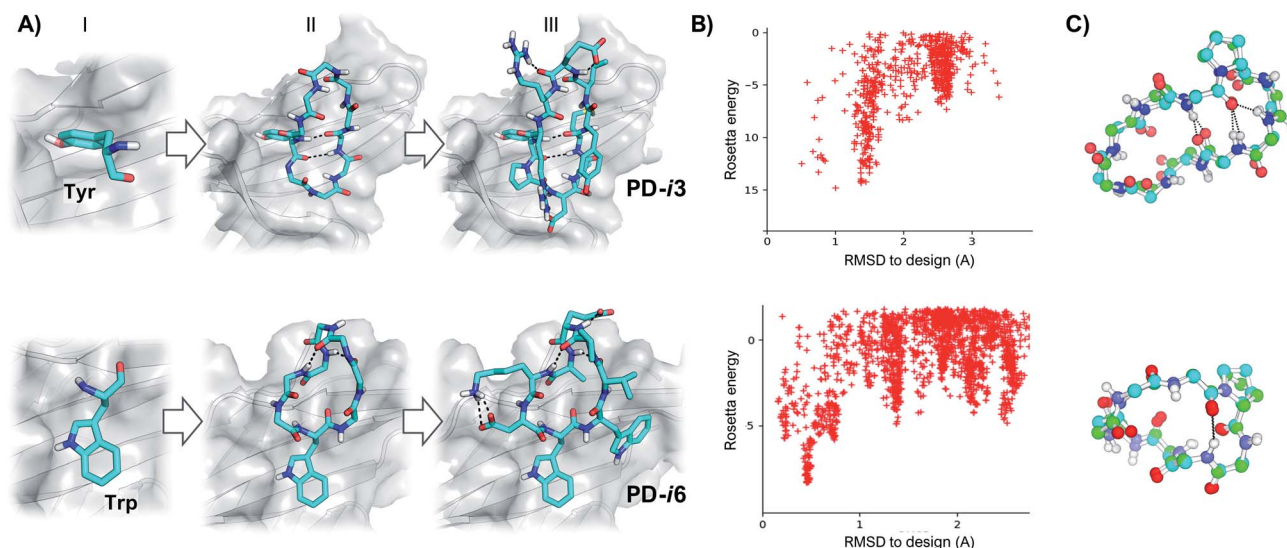 A) I II III B) C)
Tyr
PD-i3
0
−5
10
15
Rosetta energy
0 1 2 3
RMSD to design (A)
Trp
PD-i6
0
-5
Rosetta energy
0 1 2
RMSD to design (A)